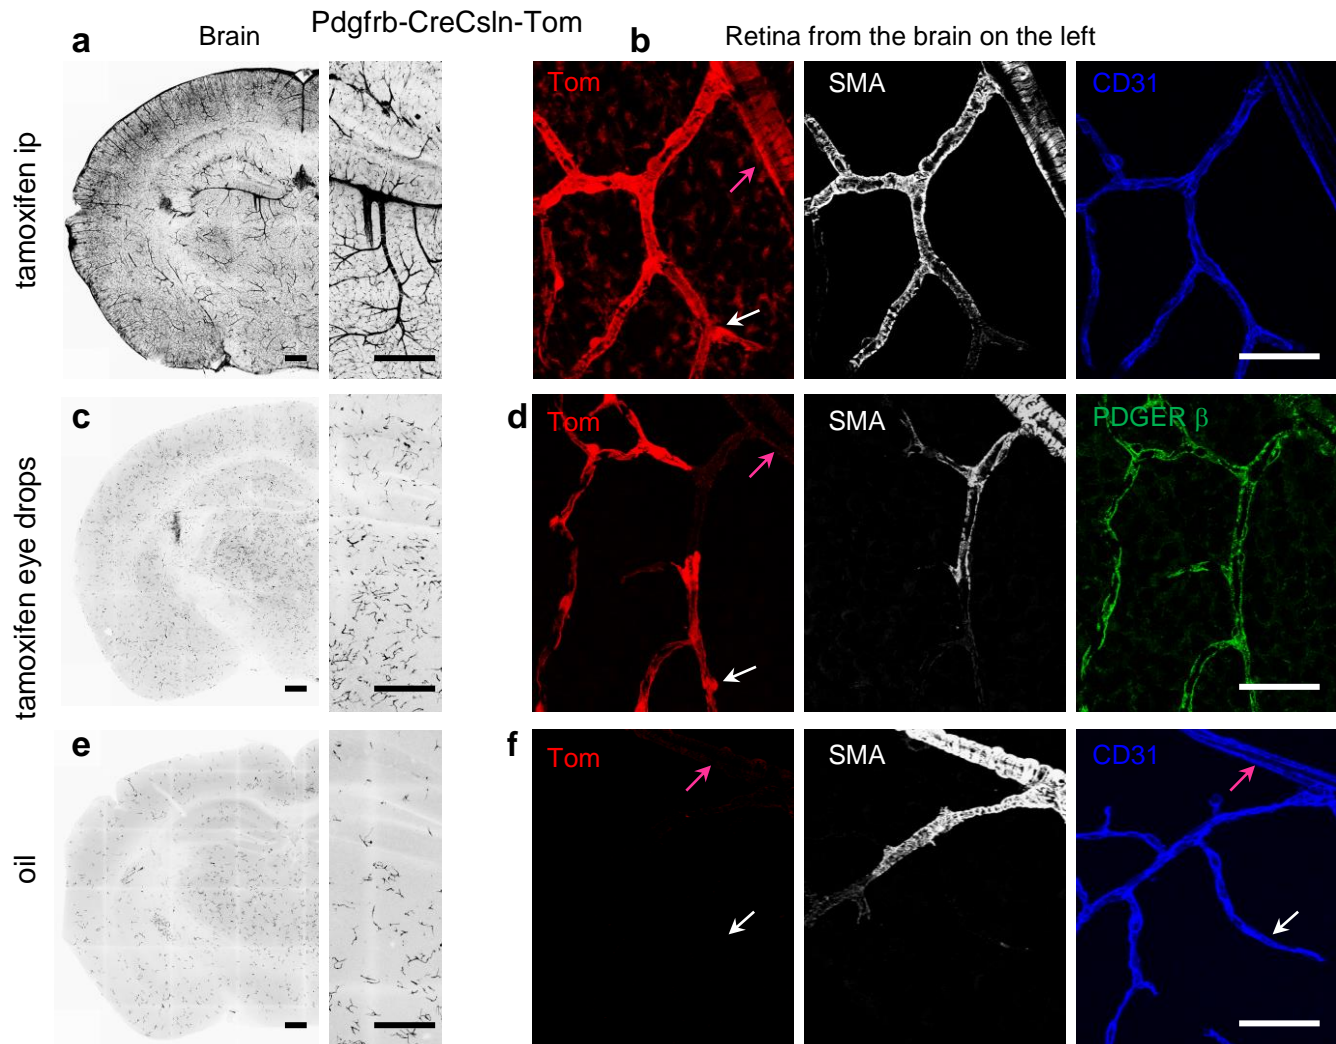 Pdgfrb-CreCsln-Tom
a Brain
b Retina from the brain on the left
tamoxifen ip
Tom
SMA
CD31
tamoxifen eye drops
c
d
Tom
SMA
PDGER β
oil
e
f
Tom
SMA
CD31